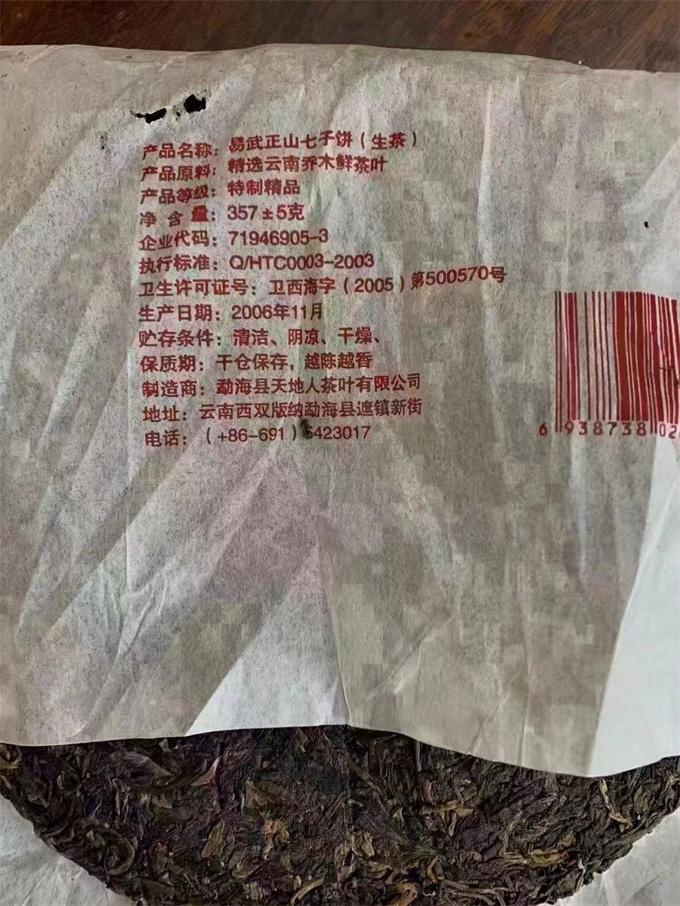 产品名称：易武正山七子饼（生茶）
产品原料：精选云南乔木鲜茶叶
产品等级：特制精品
净含量：357±5克
企业代码：71946905-3
执行标准：Q/HTC0003-2003
卫生许可证号：卫西海字（2005）第500570号
生产日期：2006年11月
贮存条件：清洁、阴凉、干燥、
保质期：干仓保存，越陈越香
制造商：勐海县天地人茶叶有限公司
地址：云南西双版纳勐海县遮镇新街
电话：（+86-691）5423017
6 938738 02